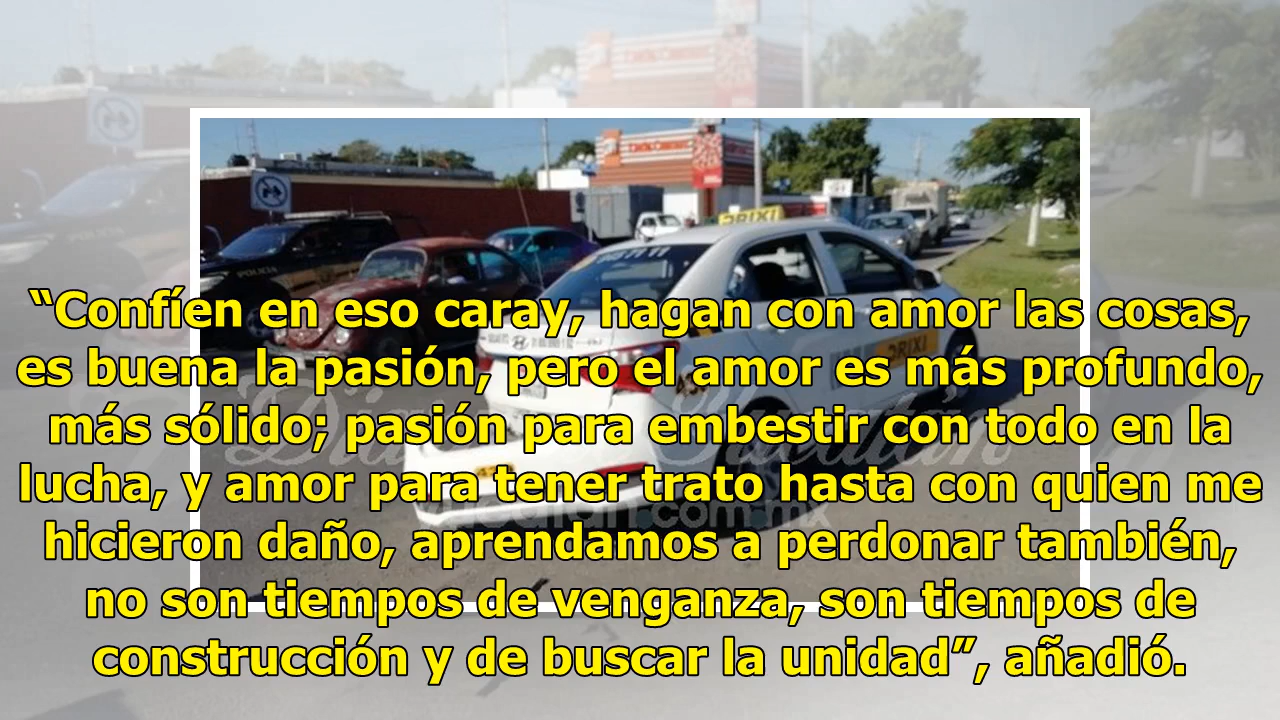 DRIXI
POLICIA
“Confíen en eso caray, hagan con amor las cosas,
es buena la pasión, pero el amor es más profundo,
más sólido; pasión para embestir con todo en la
lucha, y amor para tener trato hasta con quien me
hicieron daño, aprendamos a perdonar también,
no son tiempos de venganza, son tiempos de
construcción y de buscar la unidad”, añadió.